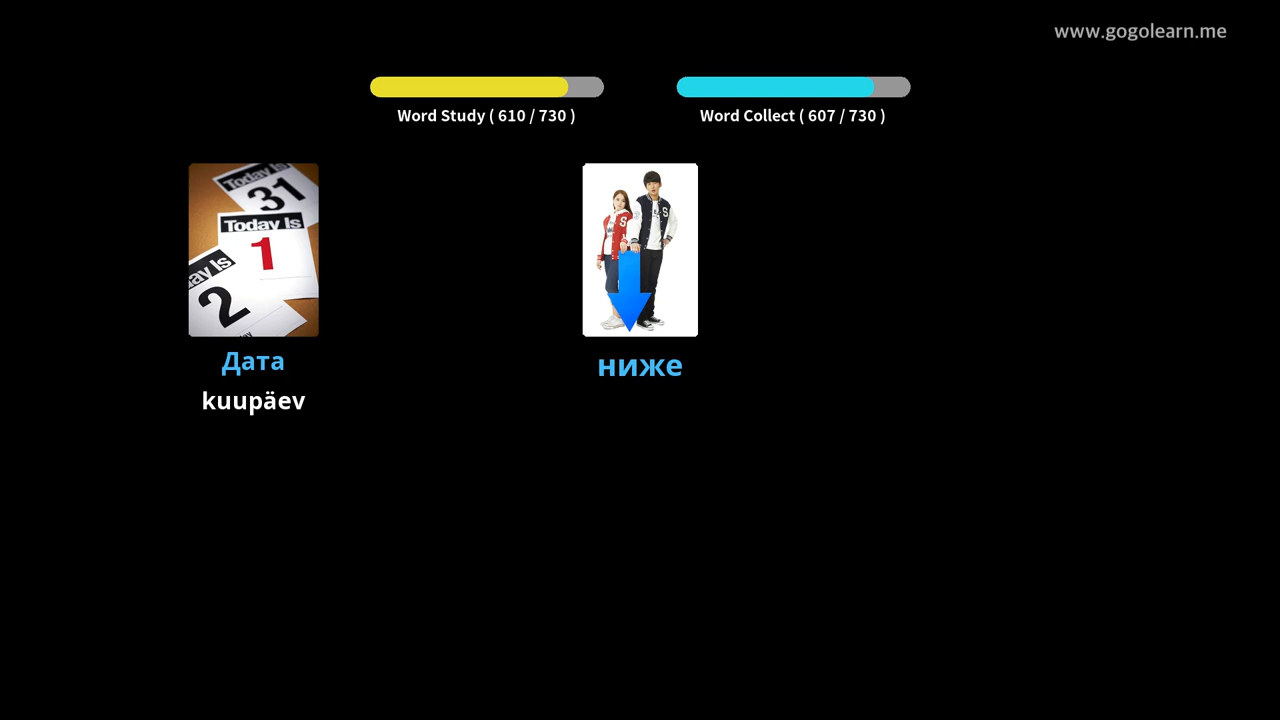 www.gogolearn.me
Word Study ( 610 / 730 )
Word Collect ( 607 / 730 )
Today Is
31
Today Is
1
ay Is
2
S
S
Дата
kuupäev
ниже